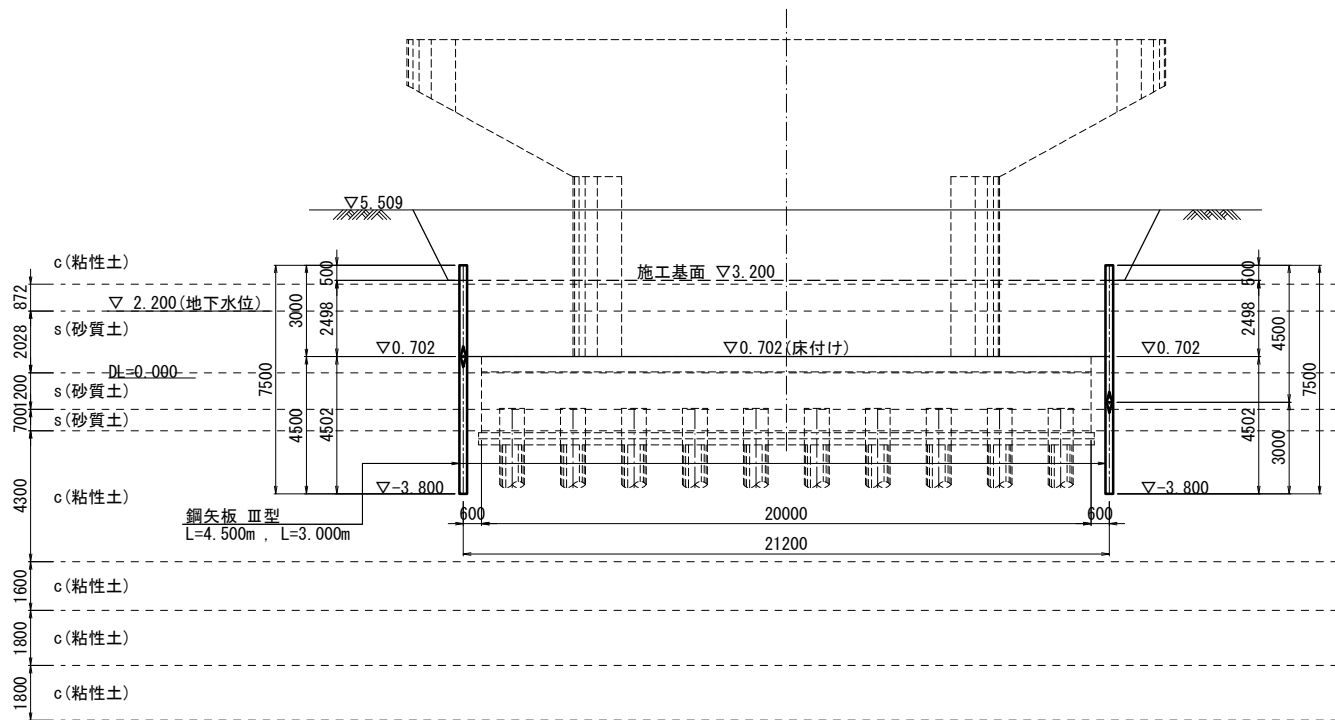 ▽5.509
c(粘性土)
872
▽ 2.200(地下水位)
2028
s(砂質土)
DL=0.000
1200
s(砂質土)
700
s(砂質土)
4300
c(粘性土)
1600
c(粘性土)
1800
c(粘性土)
1800
c(粘性土)
7500
3000
4500
500
2498
4502
▽0.702
▽-3.800
鋼矢板 Ⅲ型
L=4.500m , L=3.000m
施工基面 ▽3.200
▽0.702(床付け)
600
20000
600
21200
▽0.702
▽-3.800
500
2498
4502
4500
3000
7500